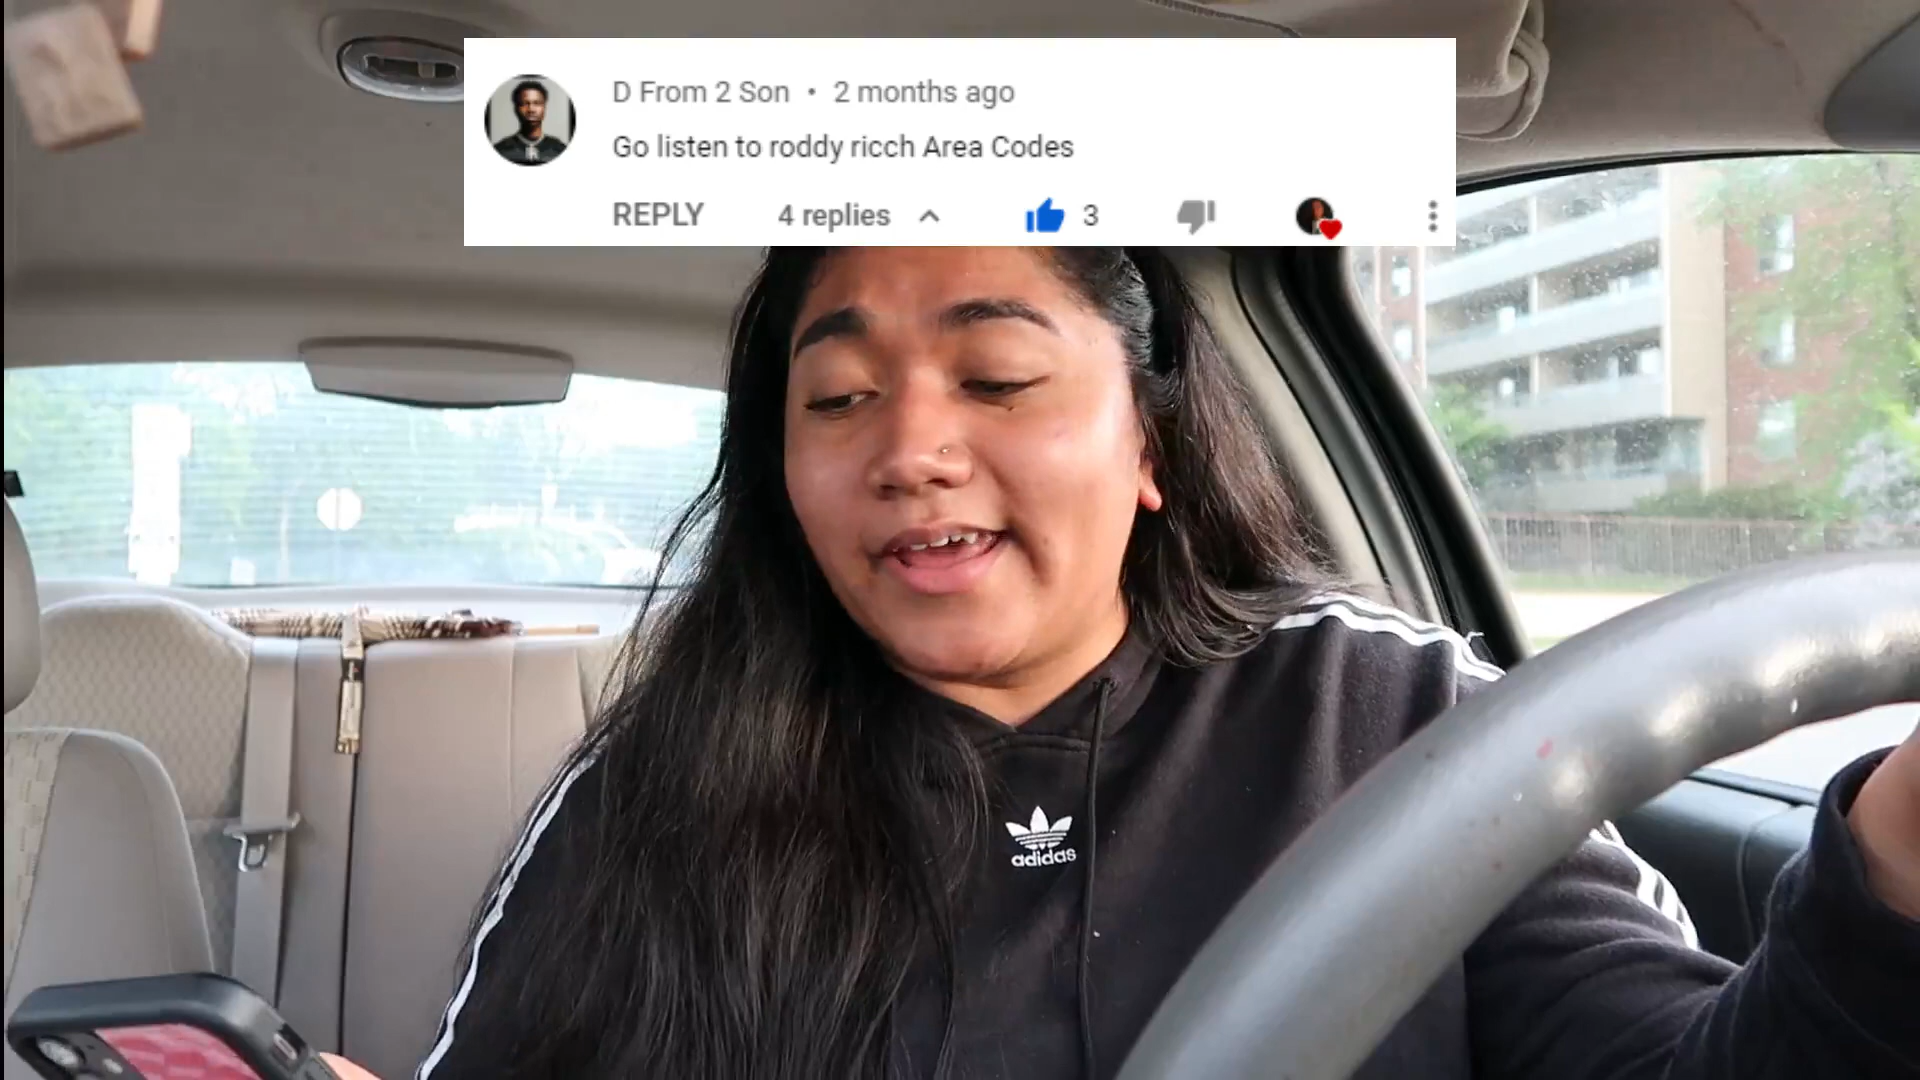 D From 2 Son • 2 months ago
Go listen to roddy ricch Area Codes
REPLY 4 replies 3
adidas